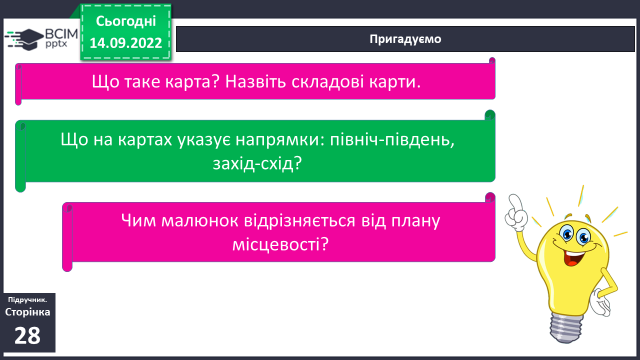 BCIM
pptx
Сьогодні
14.09.2022
Пригадуємо
Що таке карта? Назвіть складові карти.
Що на картах указує напрямки: північ-південь,
захід-схід?
Чим малюнок відрізняється від плану
місцевості?
Підручник.
Сторінка
28